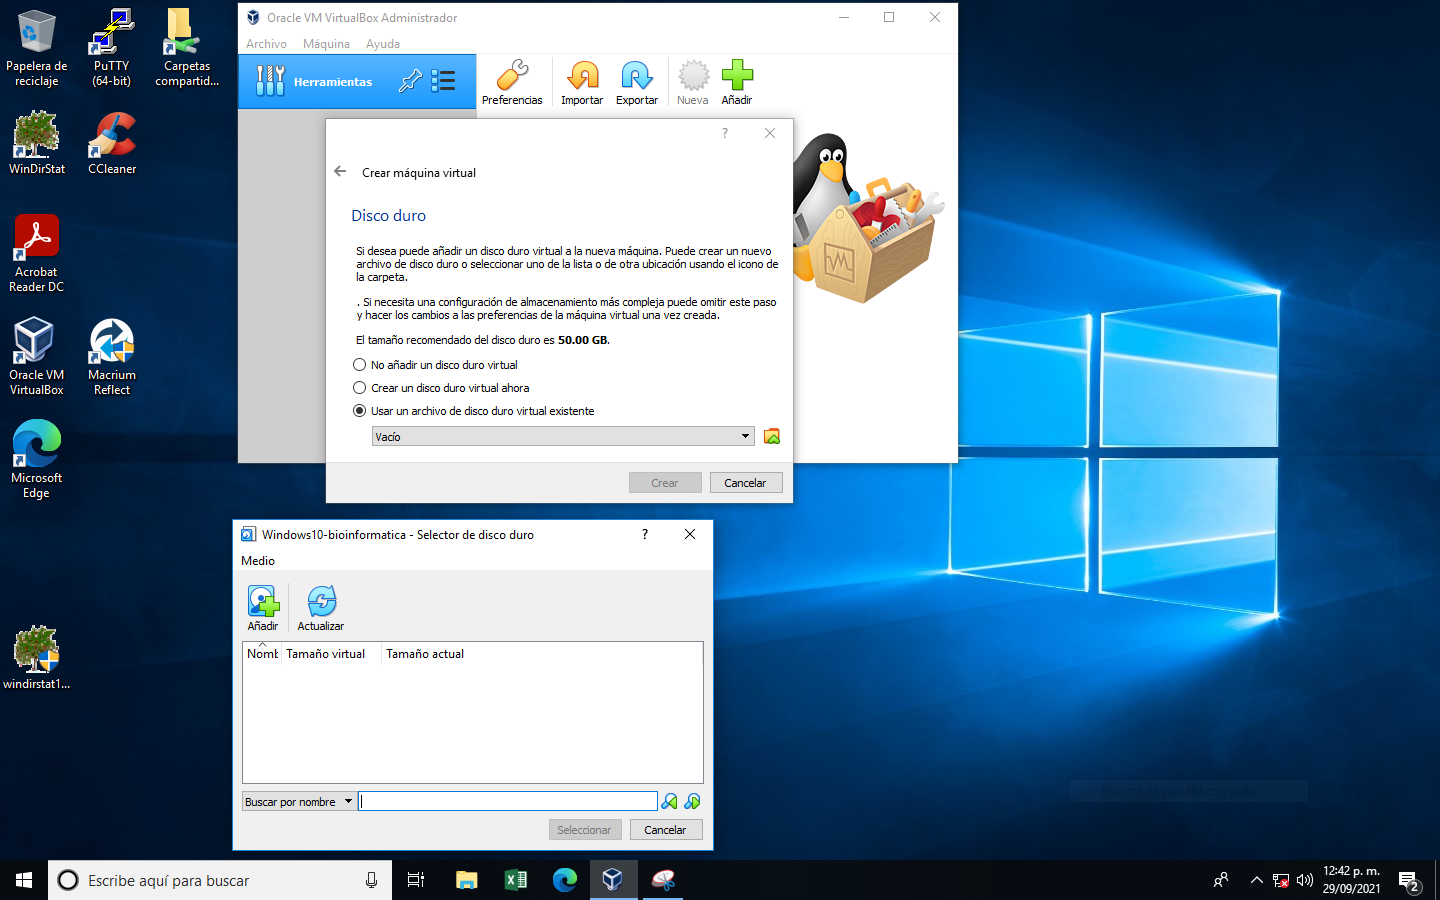 Papelera de
reciclaje
PuTTY
(64-bit)
Carpetas
compartid...
WinDirStat
CCleaner
Acrobat
Reader DC
Oracle VM
VirtualBox
Macrium
Reflect
Microsoft
Edge
windirstat1...
Oracle VM VirtualBox Administrador
Archivo Máquina Ayuda
Herramientas
Preferencias Importar Exportar Nueva Añadir
?
Crear máquina virtual
Disco duro
Si desea puede añadir un disco duro virtual a la nueva máquina. Puede crear un nuevo
archivo de disco duro o seleccionar uno de la lista o de otra ubicación usando el icono de
la carpeta.
. Si necesita una configuración de almacenamiento más compleja puede omitir este paso
y hacer los cambios a las preferencias de la máquina virtual una vez creada.
El tamaño recomendado del disco duro es 50.00 GB.
No añadir un disco duro virtual
Crear un disco duro virtual ahora
Usar un archivo de disco duro virtual existente
Vacío
Crear Cancelar
Windows10-bioinformatica - Selector de disco duro ?
Medio
Añadir Actualizar
Noml Tamaño virtual Tamaño actual
Buscar por nombre
Seleccionar Cancelar
Recorte de pantalla completa
Escribe aquí para buscar
12:42 p. m.
29/09/2021
2